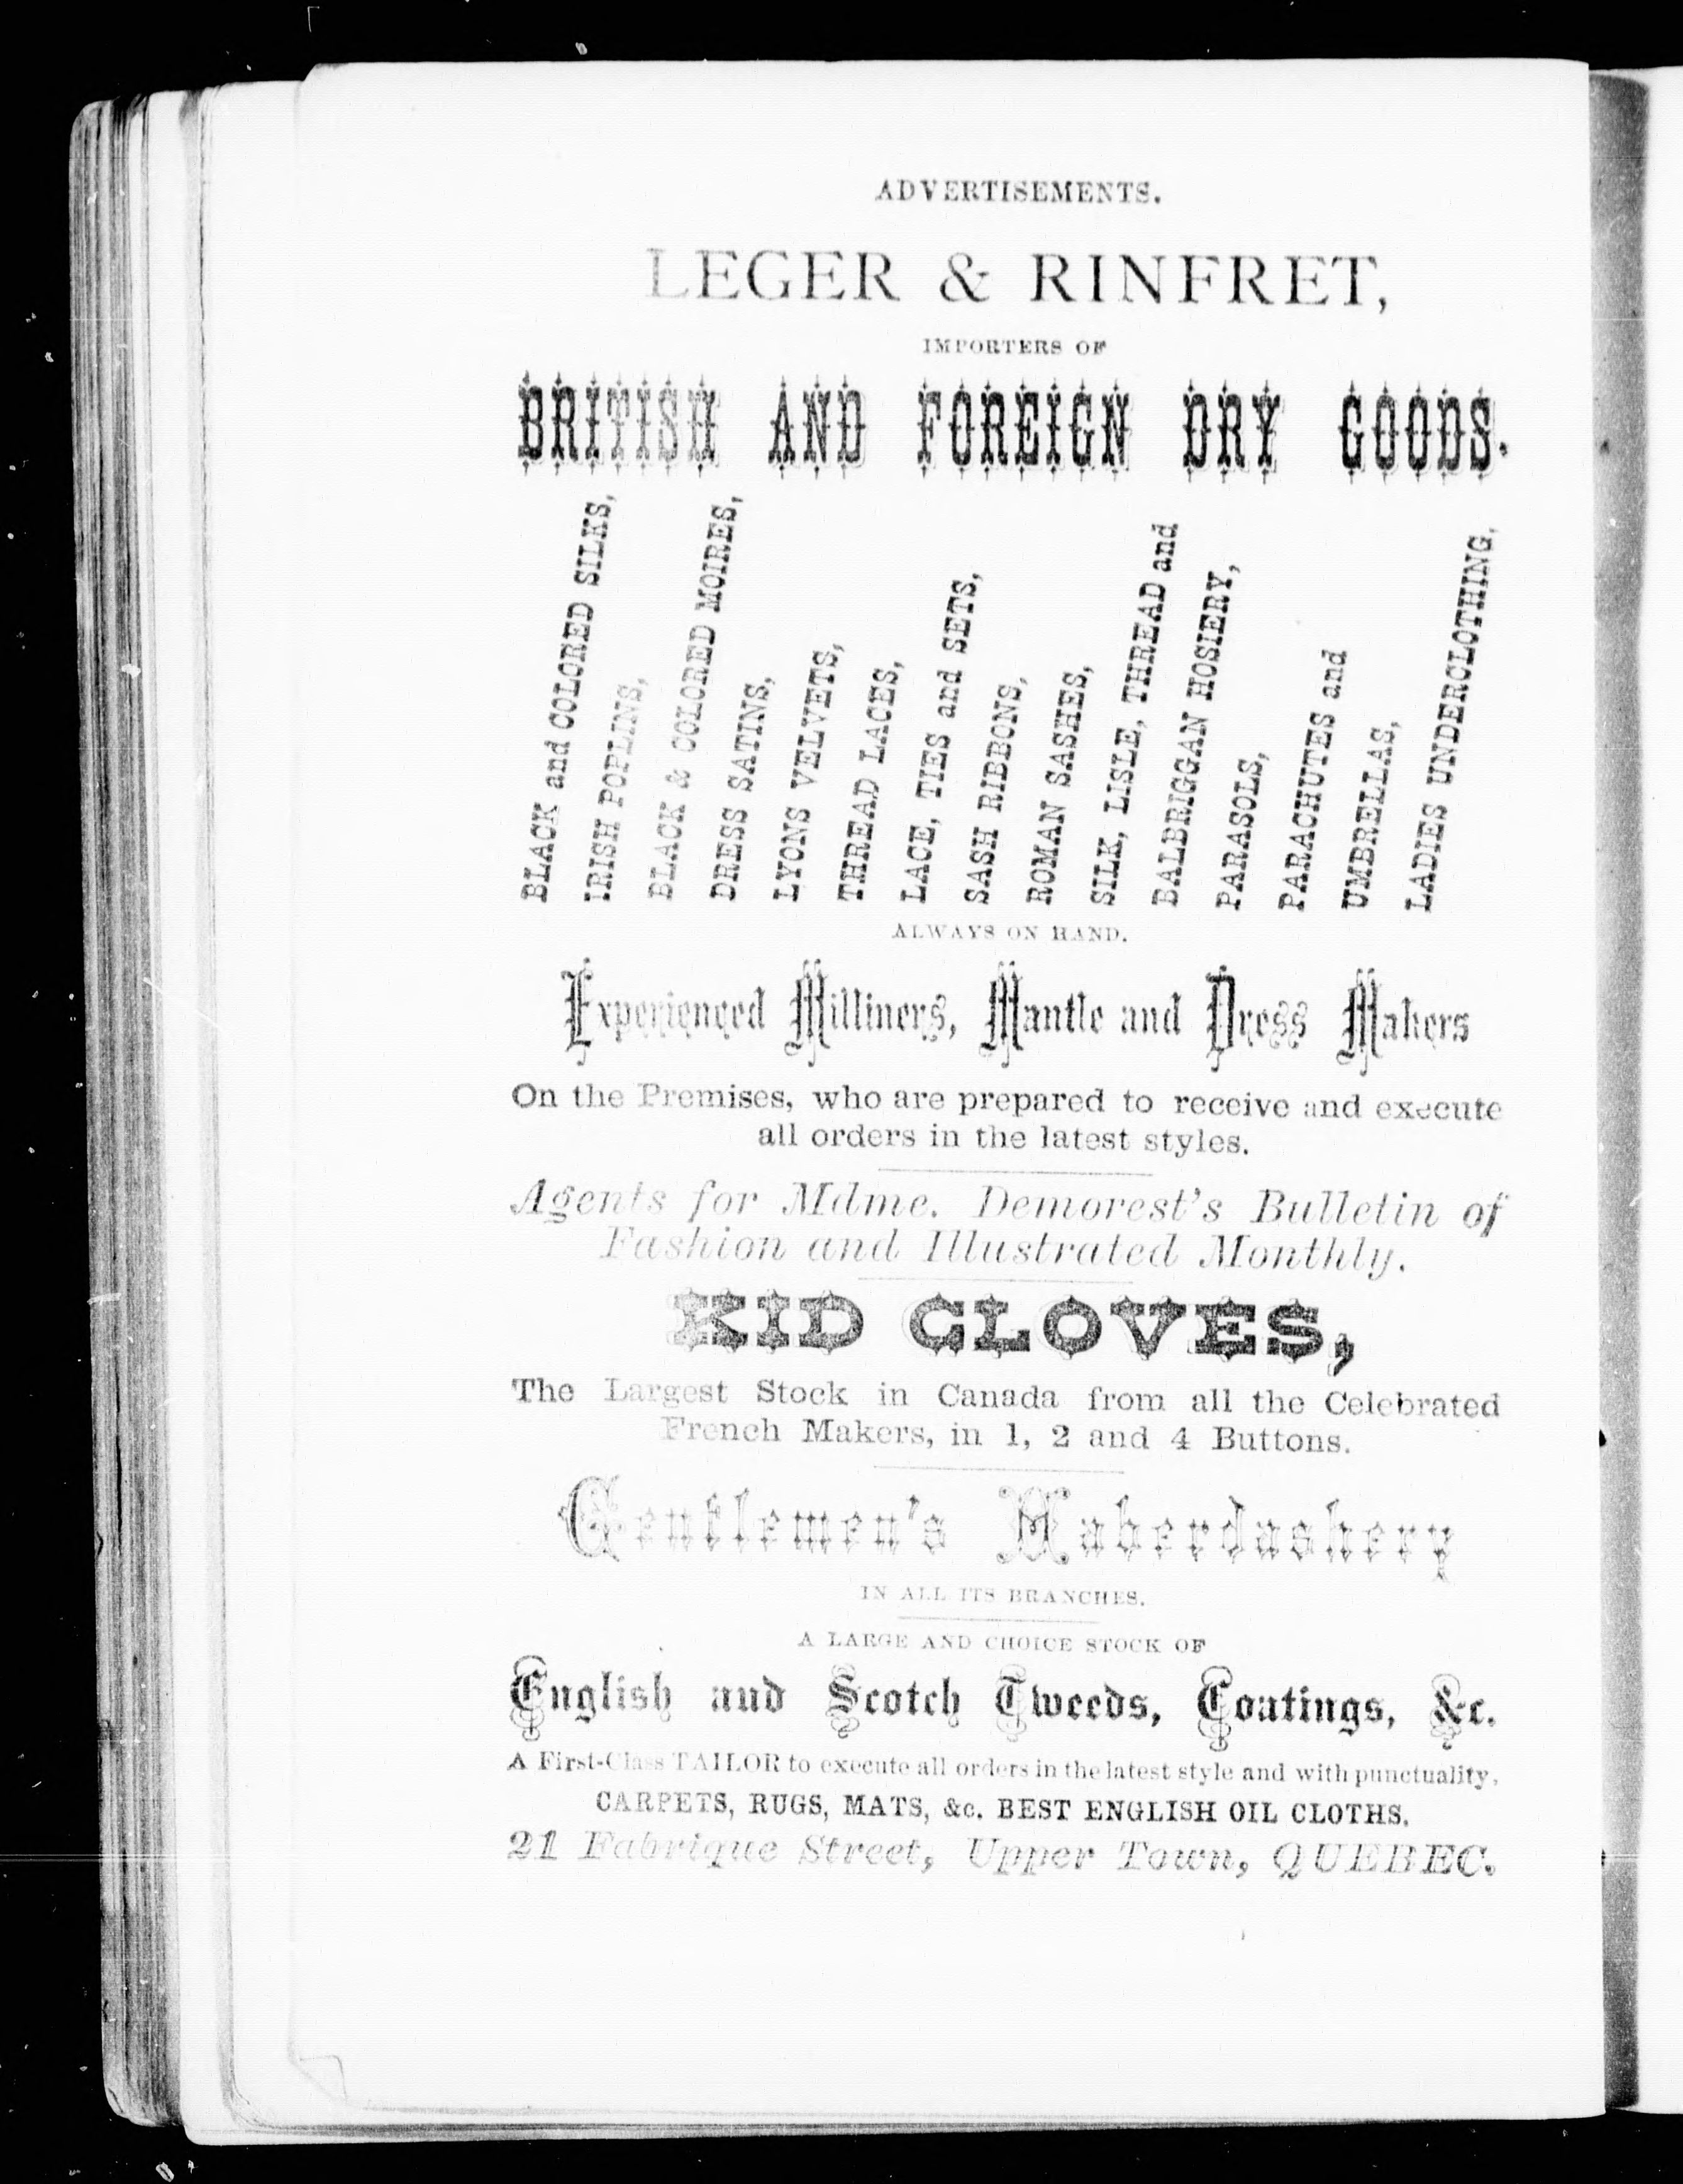 ADVERTISEMENTS.
LEGER & RINFRET,
IMPORTERS OF
BRITISH AND FOREIGN DRY GOODS.
BLACK and COLORED SILKS,
IRISH POPLINS,
BLACK & COLORED MOIRES,
DRESS SATINS,
LYONS VELVETS,
THREAD LACES,
LACE, TIES and SETS,
SASH RIBBONS,
ROMAN SASHES,
SILK, LISLE, THREAD and
BALBRIGGAN HOSIERY,
PARASOLS,
PARACHUTES and
UMBRELLAS,
LADIES UNDERCLOTHING,
ALWAYS ON HAND.
Experienced Milliners, Mantle and Dress Makers
On the Premises, who are prepared to receive and execute
all orders in the latest styles.
Agents for Mdme. Demorest's Bulletin of
Fashion and Illustrated Monthly.
KID GLOVES,
The Largest Stock in Canada from all the Celebrated
French Makers, in 1, 2 and 4 Buttons.
Gentlemen's Haberdashery
IN ALL ITS BRANCHES.
A LARGE AND CHOICE STOCK OF
English and Scotch Tweeds, Coatings, &c.
A First-Class TAILOR to execute all orders in the latest style and with punctuality,
CARPETS, RUGS, MATS, &c. BEST ENGLISH OIL CLOTHS.
21 Fabrique Street, Upper Town, QUEBEC.